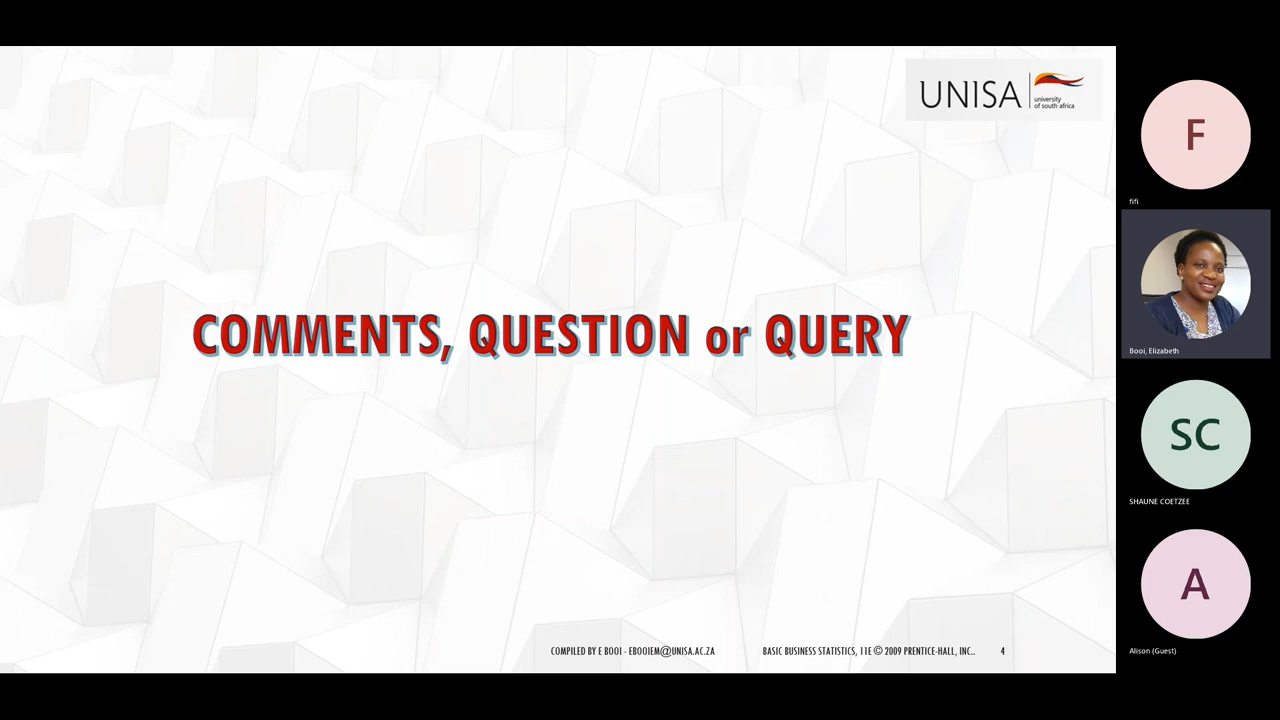 UNISA
university
of south africa
COMMENTS, QUESTION or QUERY
COMPILED BY E BOOI - EBOOIEM@UNISA.AC.ZA
BASIC BUSINESS STATISTICS, 11E © 2009 PRENTICE-HALL, INC..
4
F
fifi
Booi, Elizabeth
SC
SHAUNE COETZEE
A
Alison (Guest)